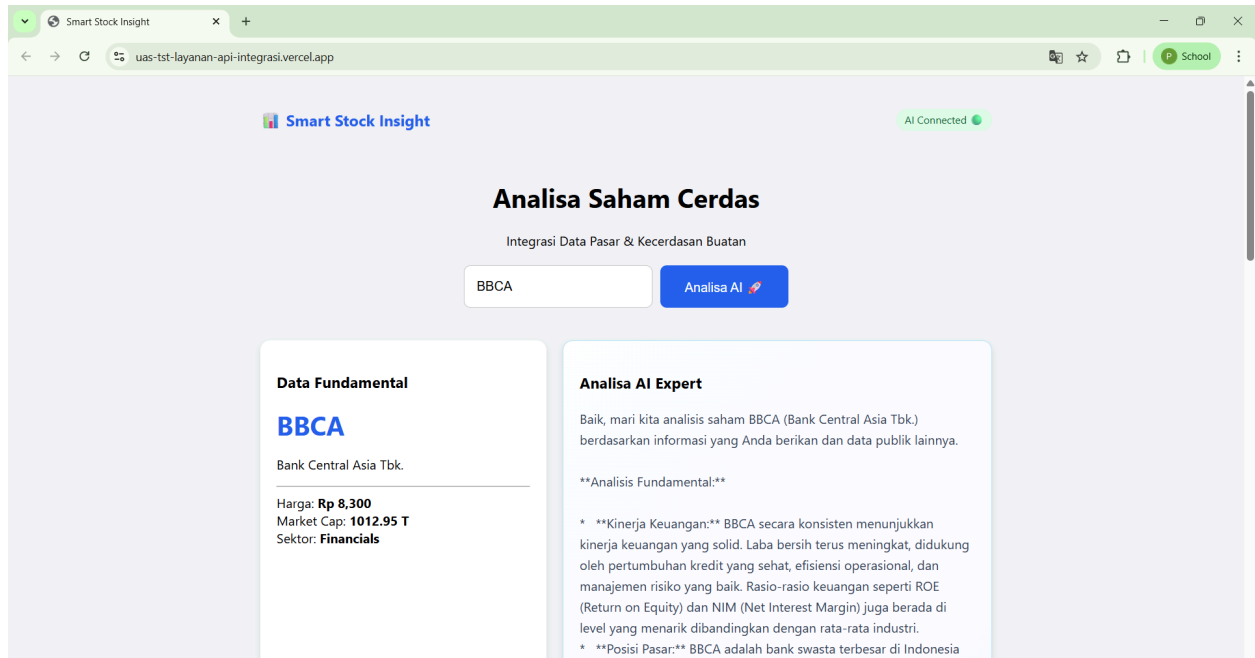 Smart Stock Insight
uas-tst-layanan-api-integrasi.vercel.app
P School
📊 Smart Stock Insight
AI Connected
Analisa Saham Cerdas
Integrasi Data Pasar & Kecerdasan Buatan
BBCA
Analisa AI 🚀
Data Fundamental
BBCA
Bank Central Asia Tbk.
Harga: Rp 8,300
Market Cap: 1012.95 T
Sektor: Financials
Analisa AI Expert
Baik, mari kita analisis saham BBCA (Bank Central Asia Tbk.)
berdasarkan informasi yang Anda berikan dan data publik lainnya.
**Analisis Fundamental:**
* **Kinerja Keuangan:** BBCA secara konsisten menunjukkan
kinerja keuangan yang solid. Laba bersih terus meningkat, didukung
oleh pertumbuhan kredit yang sehat, efisiensi operasional, dan
manajemen risiko yang baik. Rasio-rasio keuangan seperti ROE
(Return on Equity) dan NIM (Net Interest Margin) juga berada di
level yang menarik dibandingkan dengan rata-rata industri.
* **Posisi Pasar:** BBCA adalah bank swasta terbesar di Indonesia